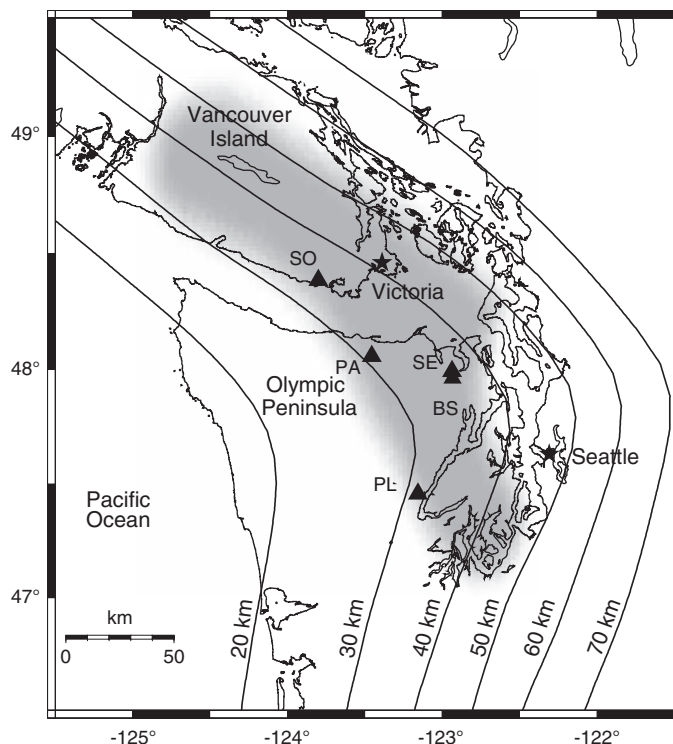 49°
48°
47°
Vancouver
Island
SO
Victoria
PA
SE
Olympic
Peninsula
BS
Seattle
PL
Pacific
Ocean
km
0 50
20 km
30 km
40 km
50 km
60 km
70 km
-125°
-124°
-123°
-122°